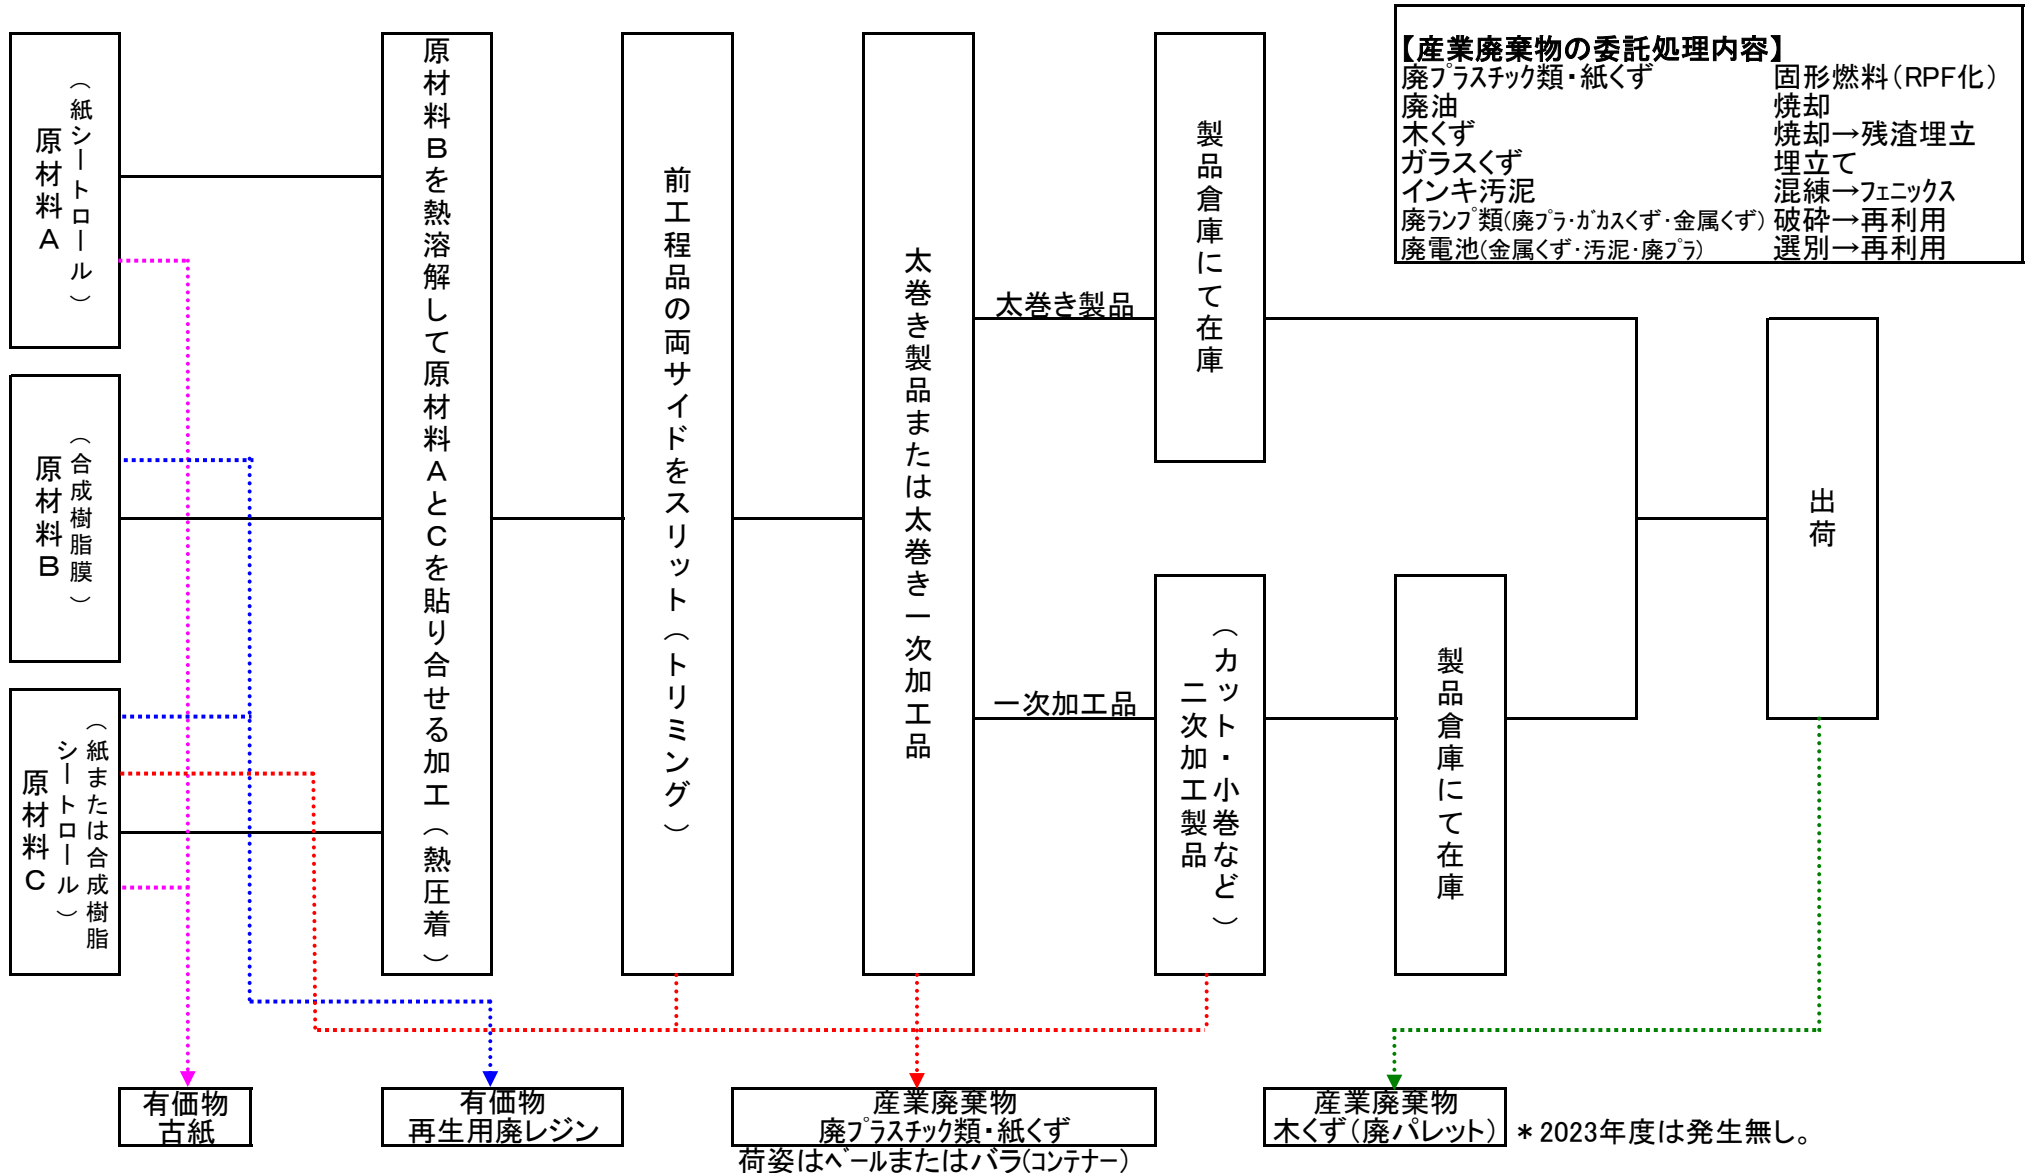 【産業廃棄物の委託処理内容】
廃プラスチック類・紙くず 固形燃料(RPF化)
廃油 焼却
木くず 焼却→残渣埋立
ガラスくず 埋立て
インキ汚泥 混練→フェニックス
廃ランプ類(廃プラ・ガカスくず・金属くず) 破砕→再利用
廃電池(金属くず・汚泥・廃プラ) 選別→再利用
(紙シートロール)
原材料A
(合成樹脂膜)
原材料B
(紙または合成樹脂
シートロール)
原材料C
原材料Bを熱溶解して原材料AとCを貼り合せる加工(熱圧着)
前工程品の両サイドをスリット(トリミング)
太巻き製品または太巻き一次加工品
太巻き製品
製品倉庫にて在庫
一次加工品
(カット・小巻など)
二次加工製品
製品倉庫にて在庫
出荷
有価物
古紙
有価物
再生用廃レジン
産業廃棄物
廃プラスチック類・紙くず
荷姿はベールまたはバラ(コンテナー)
産業廃棄物
木くず(廃パレット)
*2023年度は発生無し。